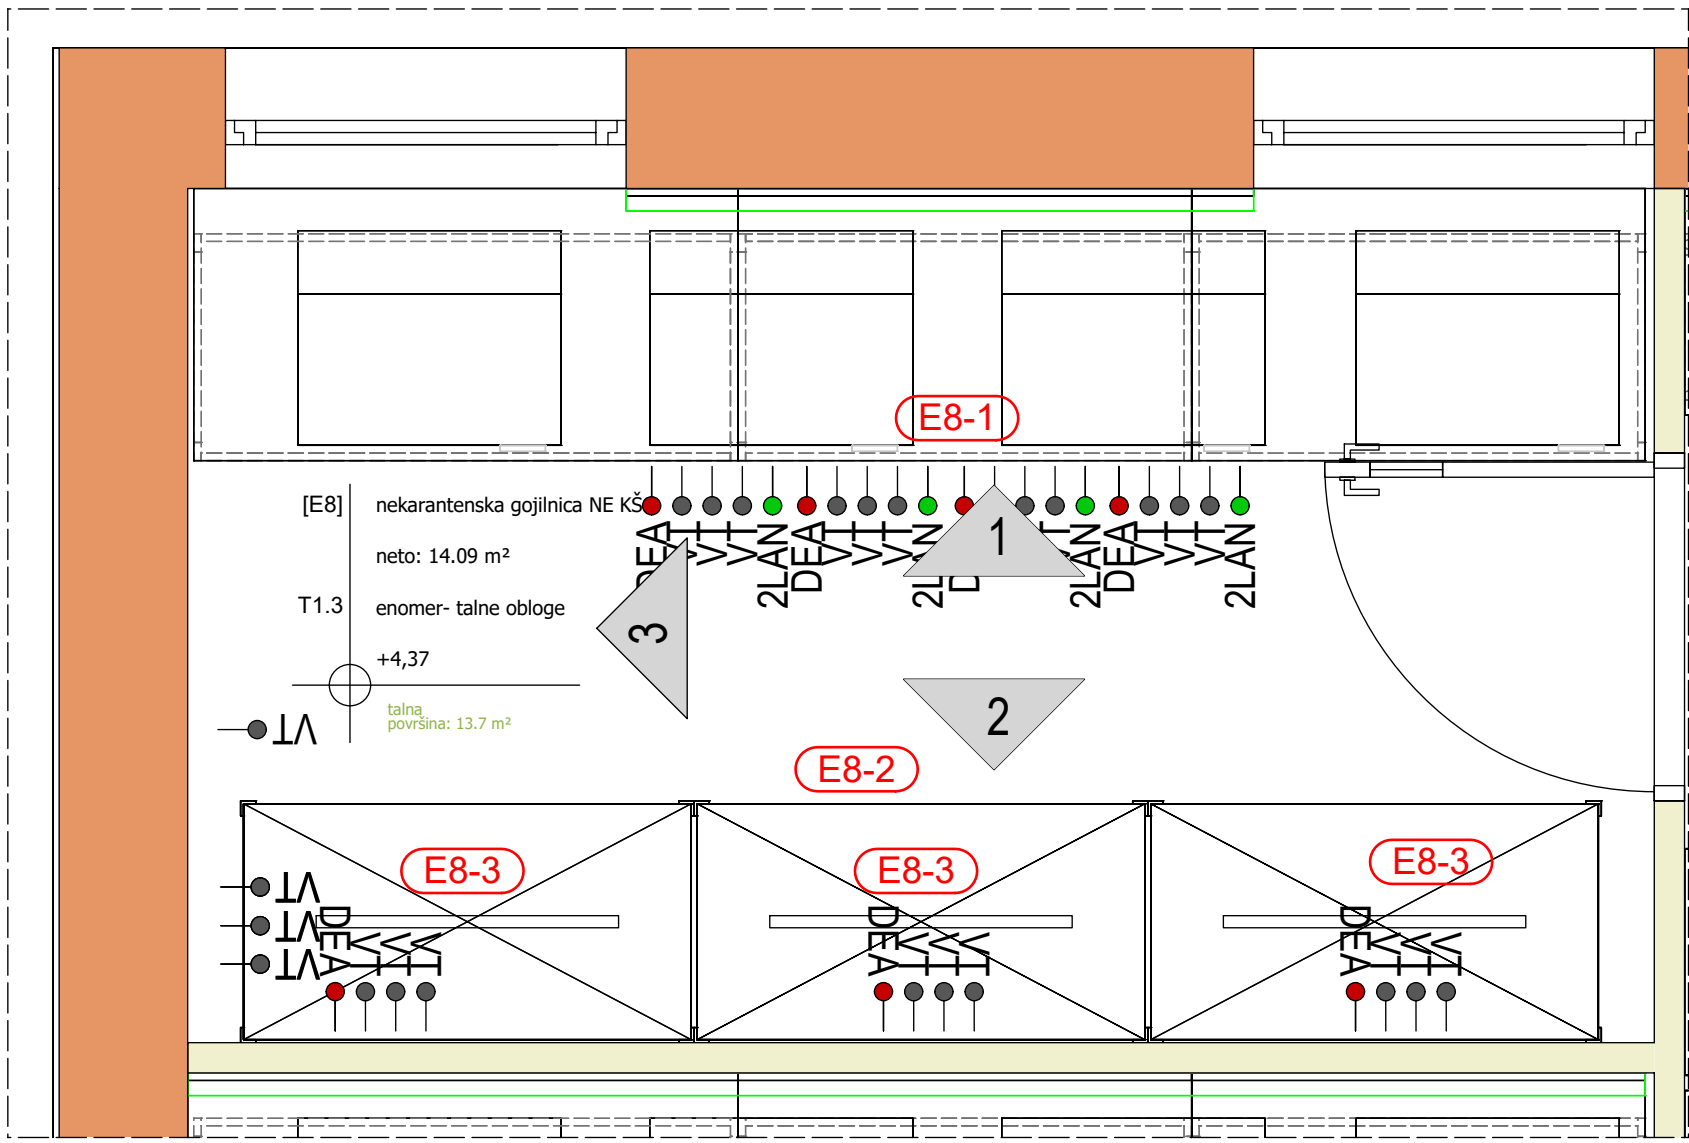 E8-1
[E8] nekarantenska gojilnica NE KŠ
neto: 14.09 m²
T1.3 enomer- talne obloge
+4,37
talna
površina: 13.7 m²
DEA VT VT 2LAN DEA VT VT 2LAN 2LAN DEA VT VT 2LAN
1
3
2
VT
E8-2
E8-3 E8-3 E8-3
VT
VT
VT
DEA VT VT VT DEA VT VT VT DEA VT VT VT